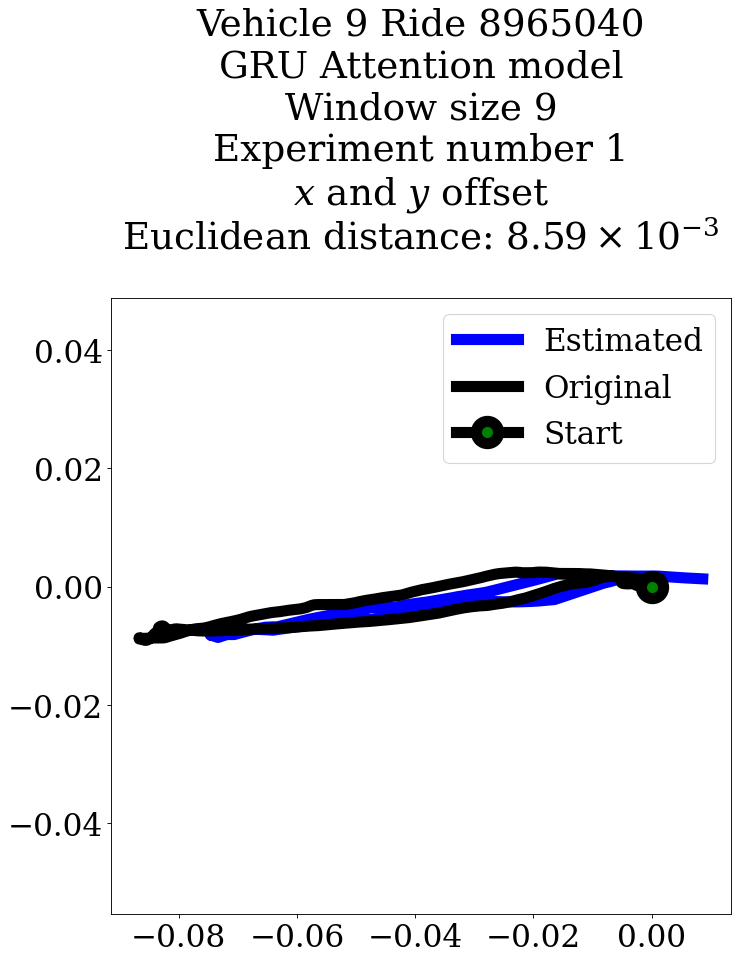 Vehicle 9 Ride 8965040
GRU Attention model
Window size 9
Experiment number 1
x and y offset
Euclidean distance: 8.59 × 10⁻³
Estimated
Original
Start
0.04
0.02
0.00
−0.02
−0.04
−0.08 −0.06 −0.04 −0.02 0.00